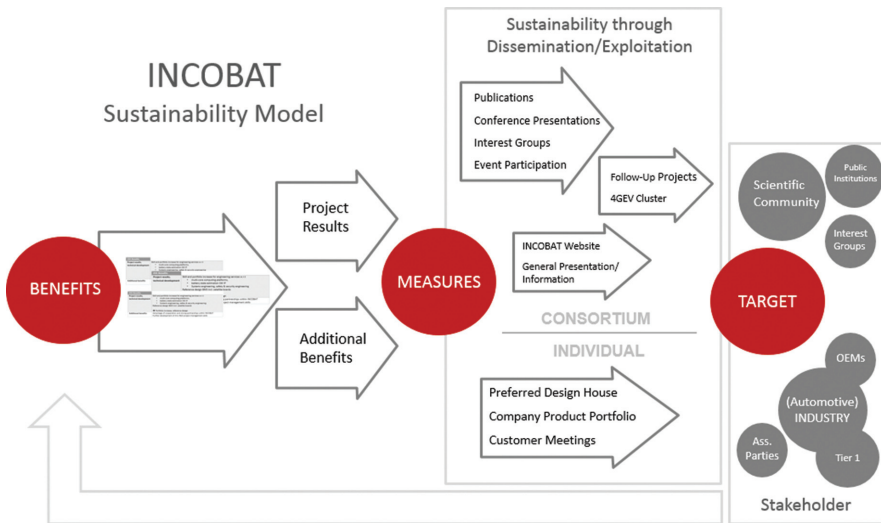 INCOBAT
Sustainability Model
Sustainability through
Dissemination/Exploitation
Publications
Conference Presentations
Interest Groups
Event Participation
Follow-Up Projects
4GEV Cluster
Scientific
Community
Public
Institutions
Interest
Groups
Project
Results
BENEFITS
MEASURES
INCOBAT Website
General Presentation/
Information
TARGET
Additional
Benefits
CONSORTIUM
INDIVIDUAL
Preferred Design House
Company Product Portfolio
Customer Meetings
OEMs
(Automotive)
INDUSTRY
Ass.
Parties
Tier 1
Stakeholder